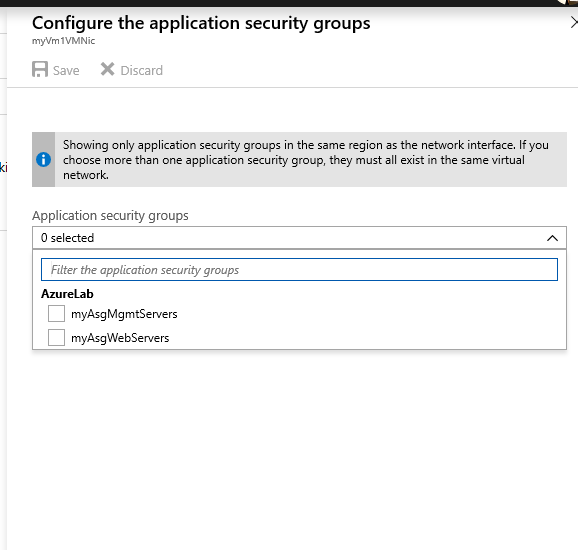 Configure the application security groups
myVm1VMNic
Save Discard
ki
Showing only application security groups in the same region as the network interface. If you
choose more than one application security group, they must all exist in the same virtual
network.
Application security groups
0 selected
Filter the application security groups
AzureLab
myAsgMgmtServers
myAsgWebServers